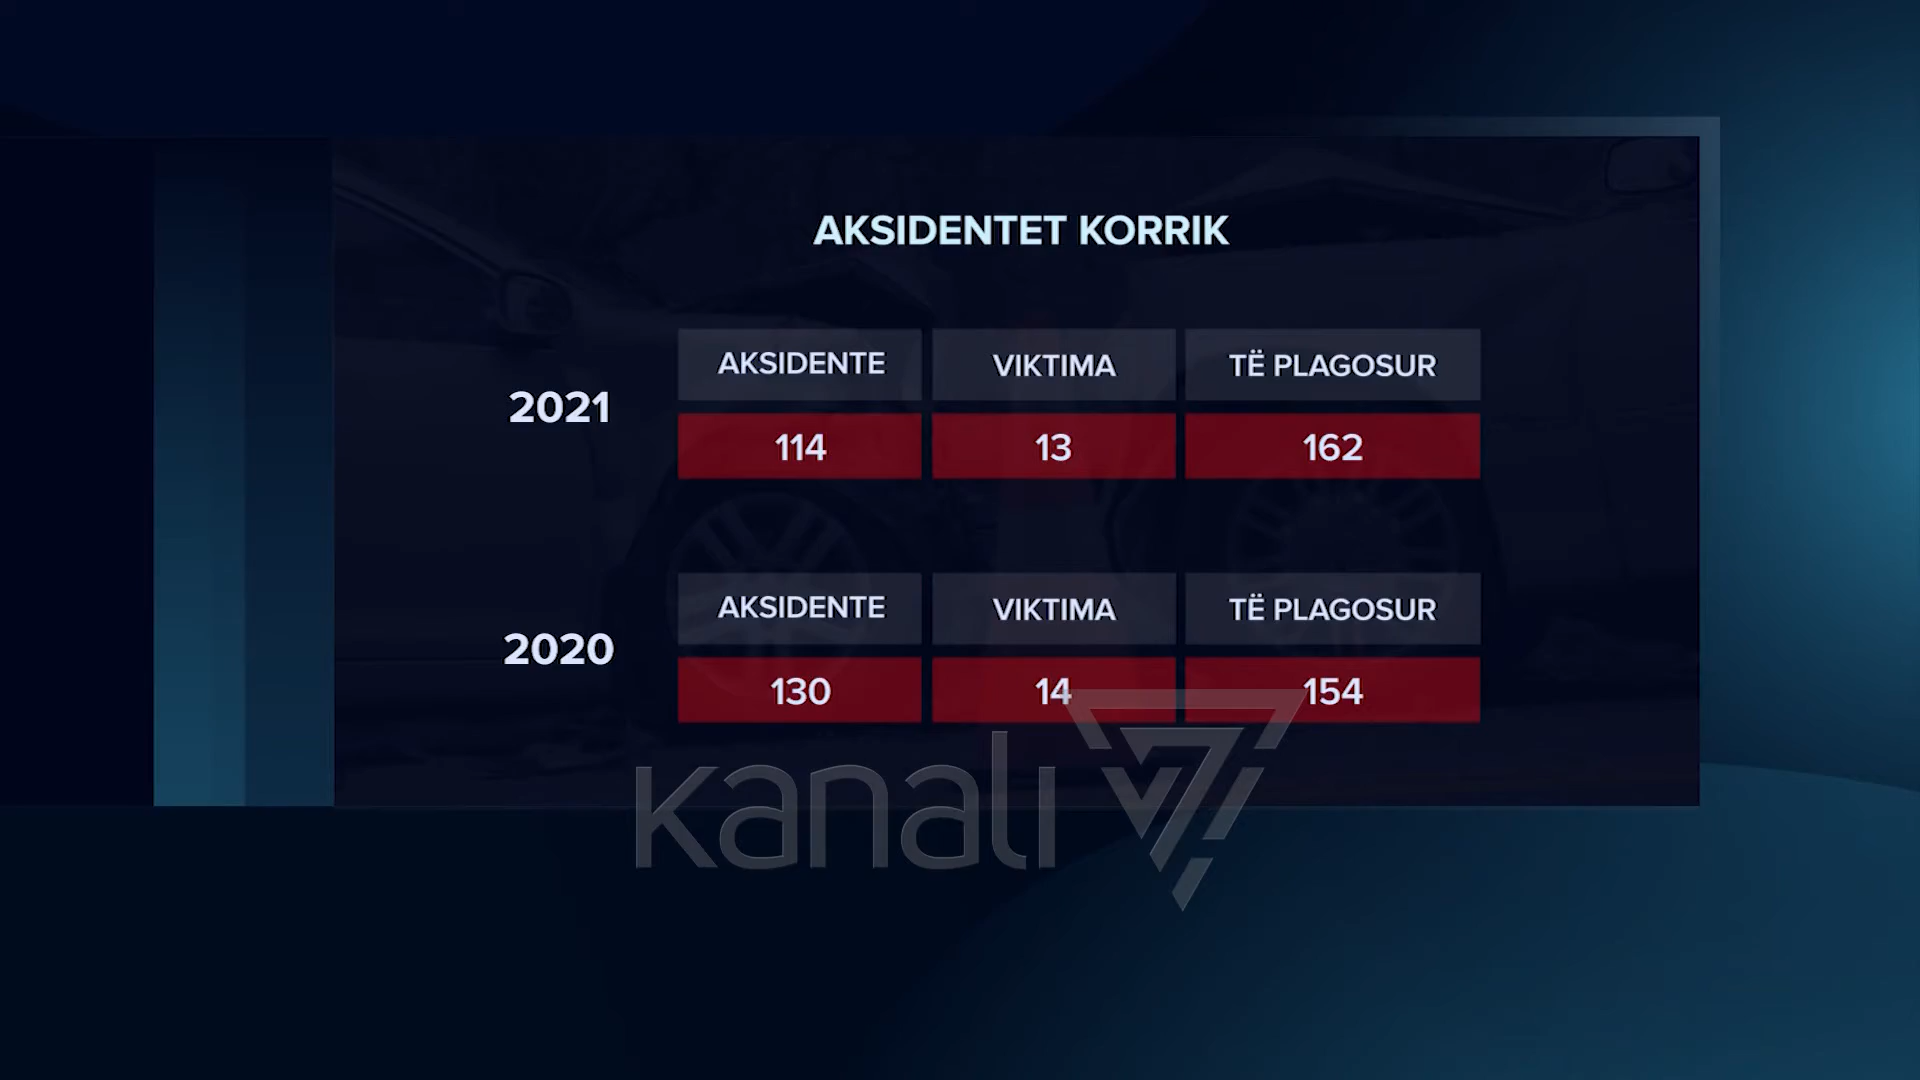 AKSIDENTET KORRIK
2021
AKSIDENTE VIKTIMA TË PLAGOSUR
114 13 162
2020
AKSIDENTE VIKTIMA TË PLAGOSUR
130 14 154
kanali 7